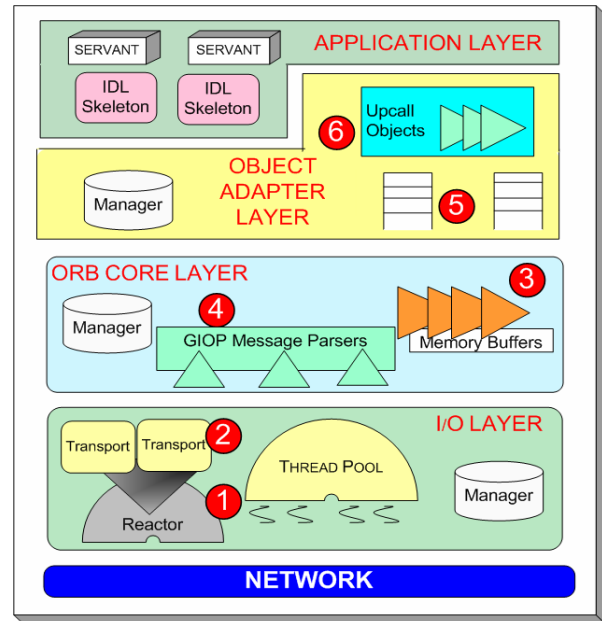 APPLICATION LAYER
SERVANT
SERVANT
IDL
Skeleton
IDL
Skeleton
Upcall
Objects
6
OBJECT
ADAPTER
LAYER
Manager
5
ORB CORE LAYER
3
Manager
4
GIOP Message Parsers
Memory Buffers
I/O LAYER
Transport
Transport
2
THREAD POOL
1
Reactor
Manager
NETWORK